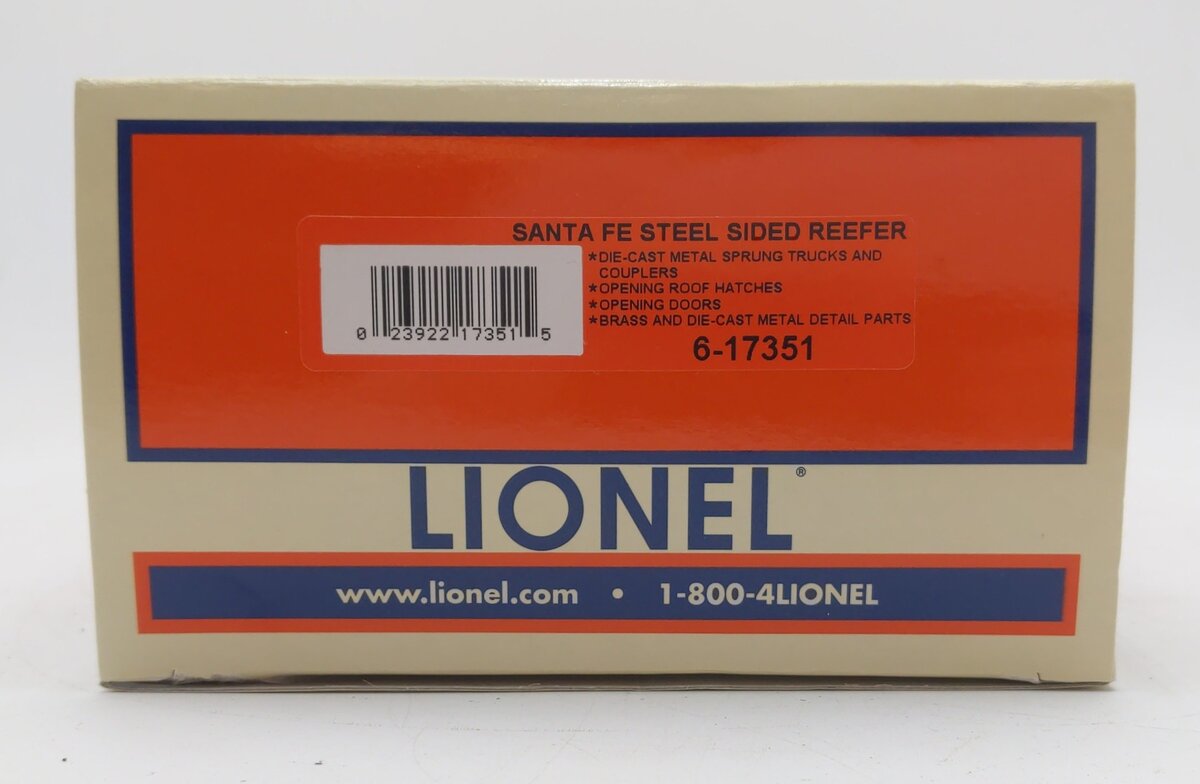 SANTA FE STEEL SIDED REEFER
*DIE-CAST METAL SPRUNG TRUCKS AND
COUPLERS
*OPENING ROOF HATCHES
*OPENING DOORS
*BRASS AND DIE-CAST METAL DETAIL PARTS
6-17351
0 23922 17351 5
LIONEL®
www.lionel.com • 1-800-4LIONEL